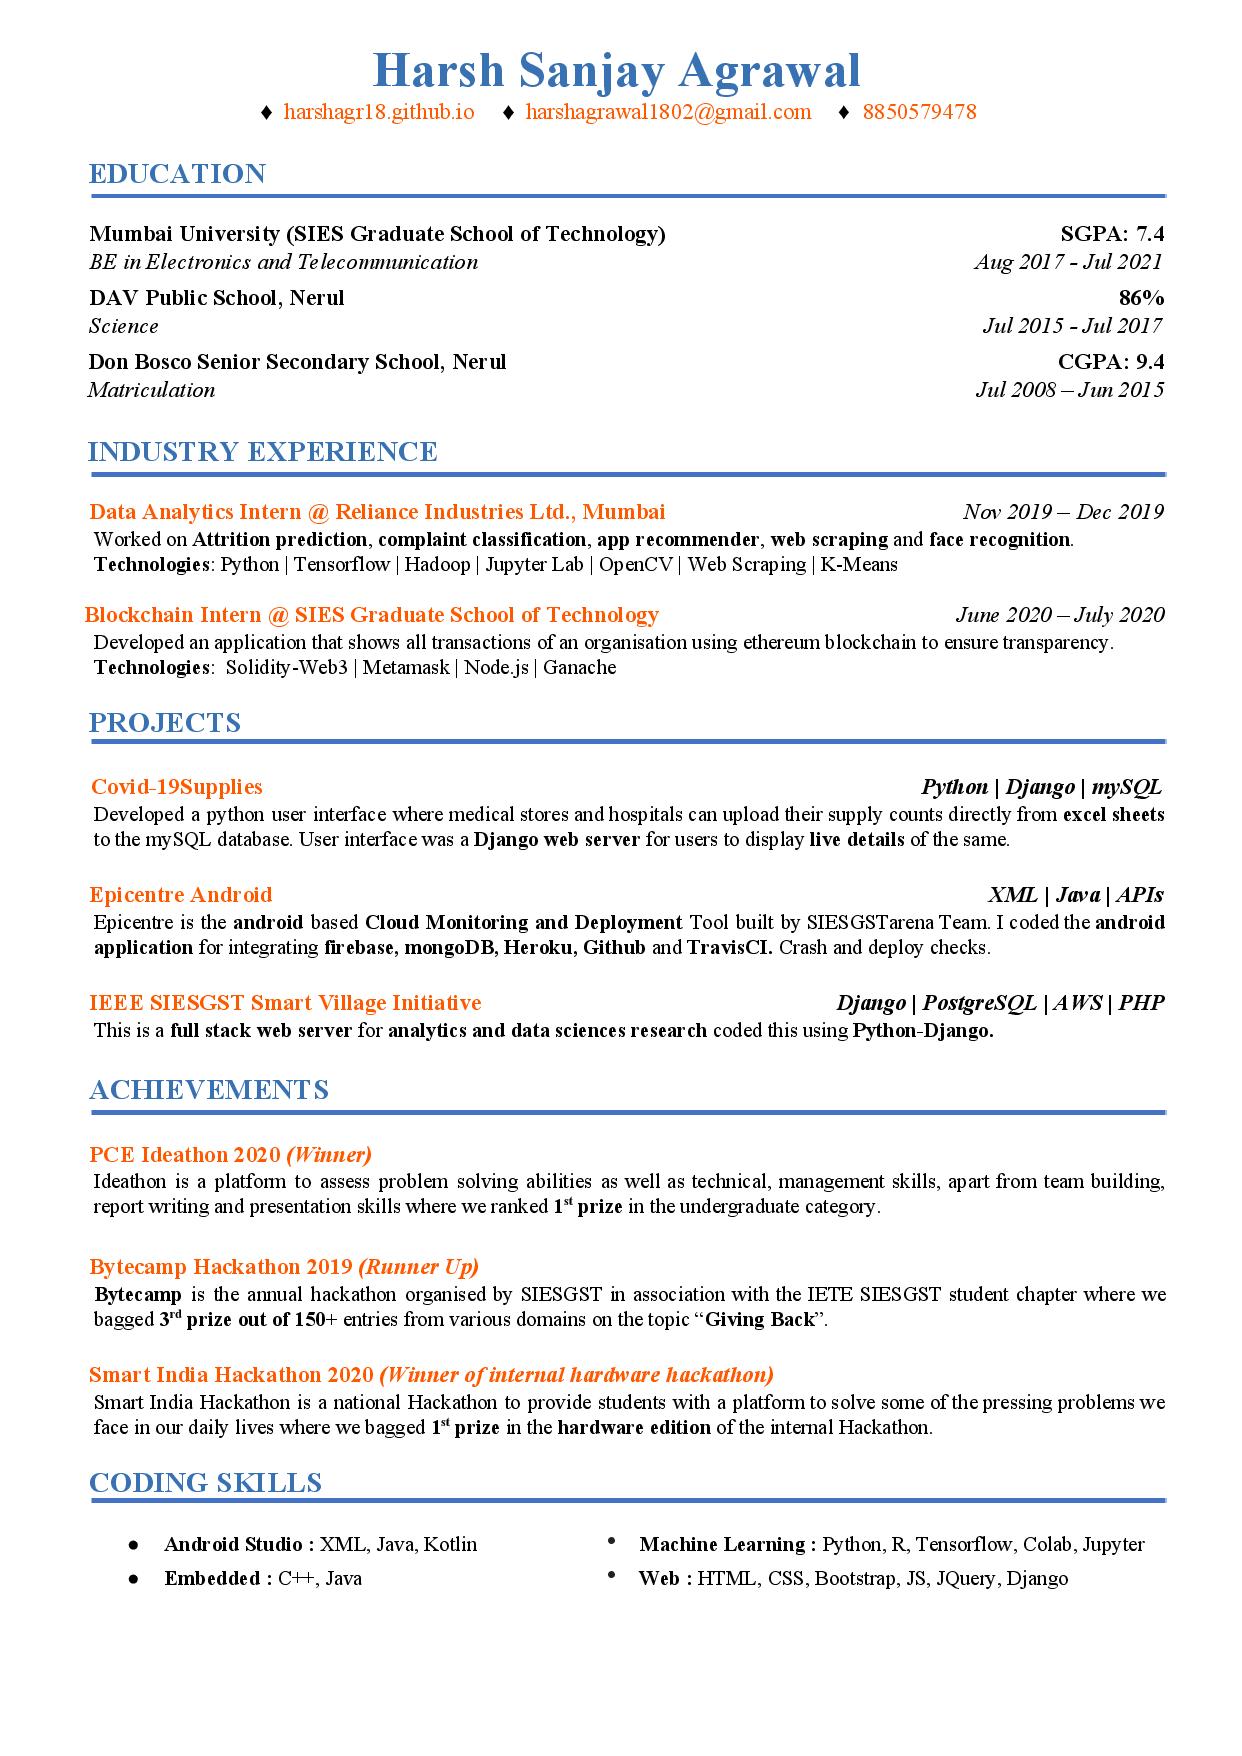 Harsh Sanjay Agrawal
♦ harshagr18.github.io ♦ harshagrawal1802@gmail.com ♦ 8850579478
EDUCATION
Mumbai University (SIES Graduate School of Technology) SGPA: 7.4
BE in Electronics and Telecommunication Aug 2017 - Jul 2021
DAV Public School, Nerul 86%
Science Jul 2015 - Jul 2017
Don Bosco Senior Secondary School, Nerul CGPA: 9.4
Matriculation Jul 2008 – Jun 2015
INDUSTRY EXPERIENCE
Data Analytics Intern @ Reliance Industries Ltd., Mumbai Nov 2019 – Dec 2019
Worked on Attrition prediction, complaint classification, app recommender, web scraping and face recognition.
Technologies: Python | Tensorflow | Hadoop | Jupyter Lab | OpenCV | Web Scraping | K-Means
Blockchain Intern @ SIES Graduate School of Technology June 2020 – July 2020
Developed an application that shows all transactions of an organisation using ethereum blockchain to ensure transparency.
Technologies: Solidity-Web3 | Metamask | Node.js | Ganache
PROJECTS
Covid-19Supplies Python | Django | mySQL
Developed a python user interface where medical stores and hospitals can upload their supply counts directly from excel sheets
to the mySQL database. User interface was a Django web server for users to display live details of the same.
Epicentre Android XML | Java | APIs
Epicentre is the android based Cloud Monitoring and Deployment Tool built by SIESGSTarena Team. I coded the android
application for integrating firebase, mongoDB, Heroku, Github and TravisCI. Crash and deploy checks.
IEEE SIESGST Smart Village Initiative Django | PostgreSQL | AWS | PHP
This is a full stack web server for analytics and data sciences research coded this using Python-Django.
ACHIEVEMENTS
PCE Ideathon 2020 (Winner)
Ideathon is a platform to assess problem solving abilities as well as technical, management skills, apart from team building,
report writing and presentation skills where we ranked 1st prize in the undergraduate category.
Bytecamp Hackathon 2019 (Runner Up)
Bytecamp is the annual hackathon organised by SIESGST in association with the IETE SIESGST student chapter where we
bagged 3rd prize out of 150+ entries from various domains on the topic “Giving Back”.
Smart India Hackathon 2020 (Winner of internal hardware hackathon)
Smart India Hackathon is a national Hackathon to provide students with a platform to solve some of the pressing problems we
face in our daily lives where we bagged 1st prize in the hardware edition of the internal Hackathon.
CODING SKILLS
● Android Studio : XML, Java, Kotlin • Machine Learning : Python, R, Tensorflow, Colab, Jupyter
● Embedded : C++, Java • Web : HTML, CSS, Bootstrap, JS, JQuery, Django